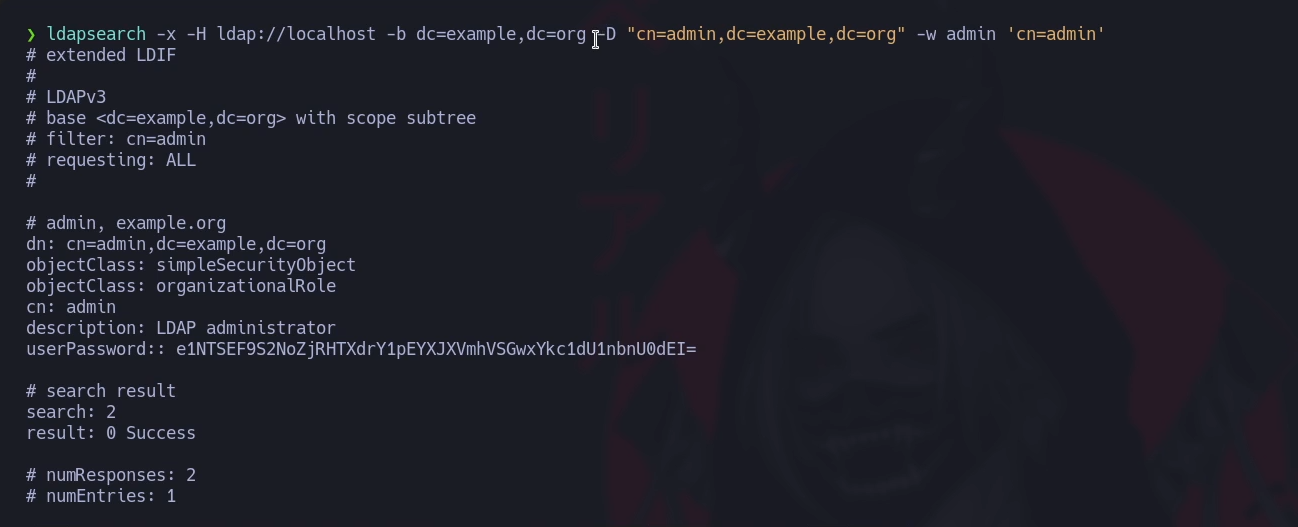 ❯ ldapsearch -x -H ldap://localhost -b dc=example,dc=org -D "cn=admin,dc=example,dc=org" -w admin 'cn=admin'
# extended LDIF
#
# LDAPv3
# base <dc=example,dc=org> with scope subtree
# filter: cn=admin
# requesting: ALL
#
# admin, example.org
dn: cn=admin,dc=example,dc=org
objectClass: simpleSecurityObject
objectClass: organizationalRole
cn: admin
description: LDAP administrator
userPassword:: e1NTSEF9S2NoZjRHTXdrY1pEYXJXVmhVSGwxYkc1dU1nbnU0dEI=
# search result
search: 2
result: 0 Success
# numResponses: 2
# numEntries: 1
リアル